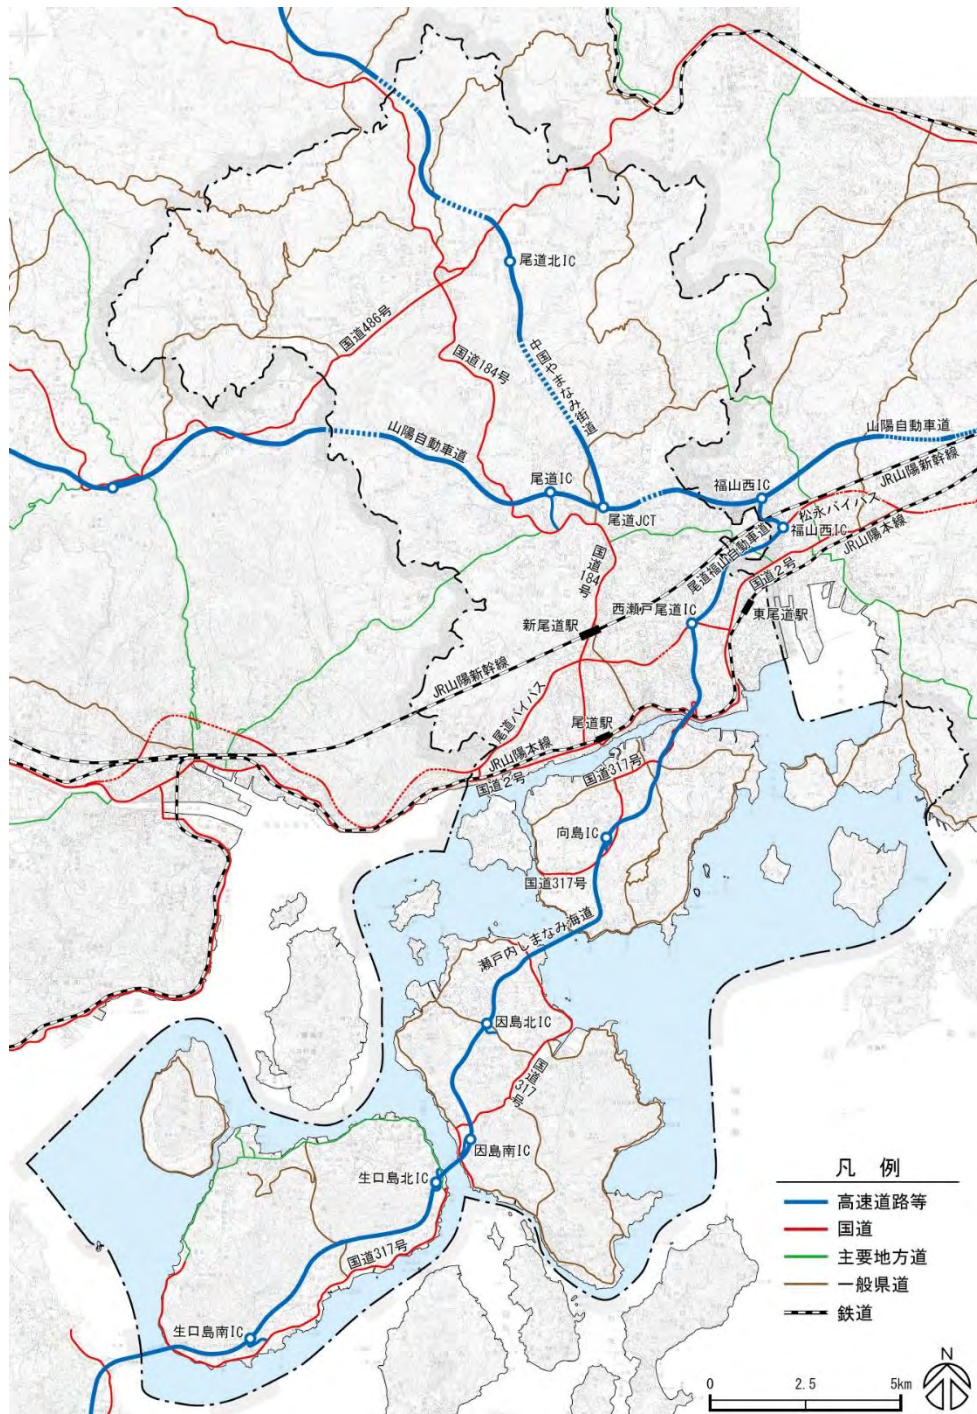 尾道北IC
国道486号
国道184号
中国やまなみ街道
山陽自動車道
山陽自動車道
JR山陽新幹線
尾道IC
福山西IC
尾道JCT
松永バイパス
福山西IC
JR山陽本線
尾道福山自動車道
国道2号
国道184号
西瀬戸尾道IC
東尾道駅
新尾道駅
JR山陽新幹線
尾道バイパス
尾道駅
JR山陽本線
国道2号
国道317号
向島IC
国道317号
瀬戸内しまなみ海道
因島北IC
国道317号
因島南IC
生口島北IC
国道317号
生口島南IC
凡 例
高速道路等
国道
主要地方道
一般県道
鉄道
N
0 2.5 5km